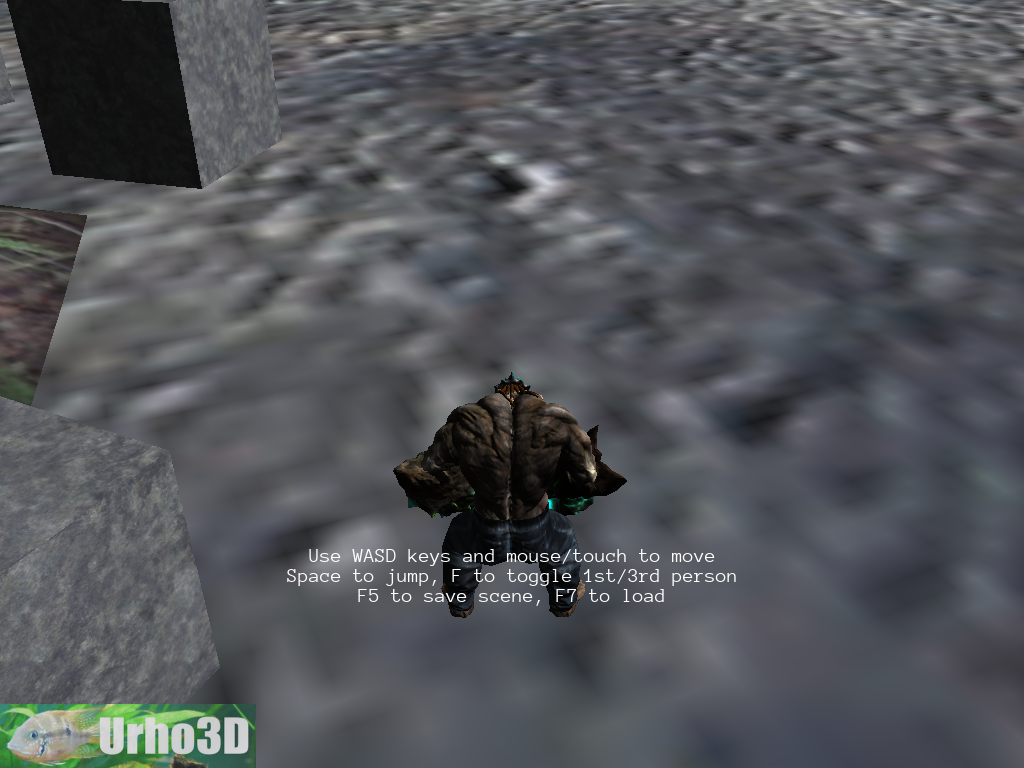 Use WASD keys and mouse/touch to move
Space to jump, F to toggle 1st/3rd person
F5 to save scene, F7 to load
Urho3D